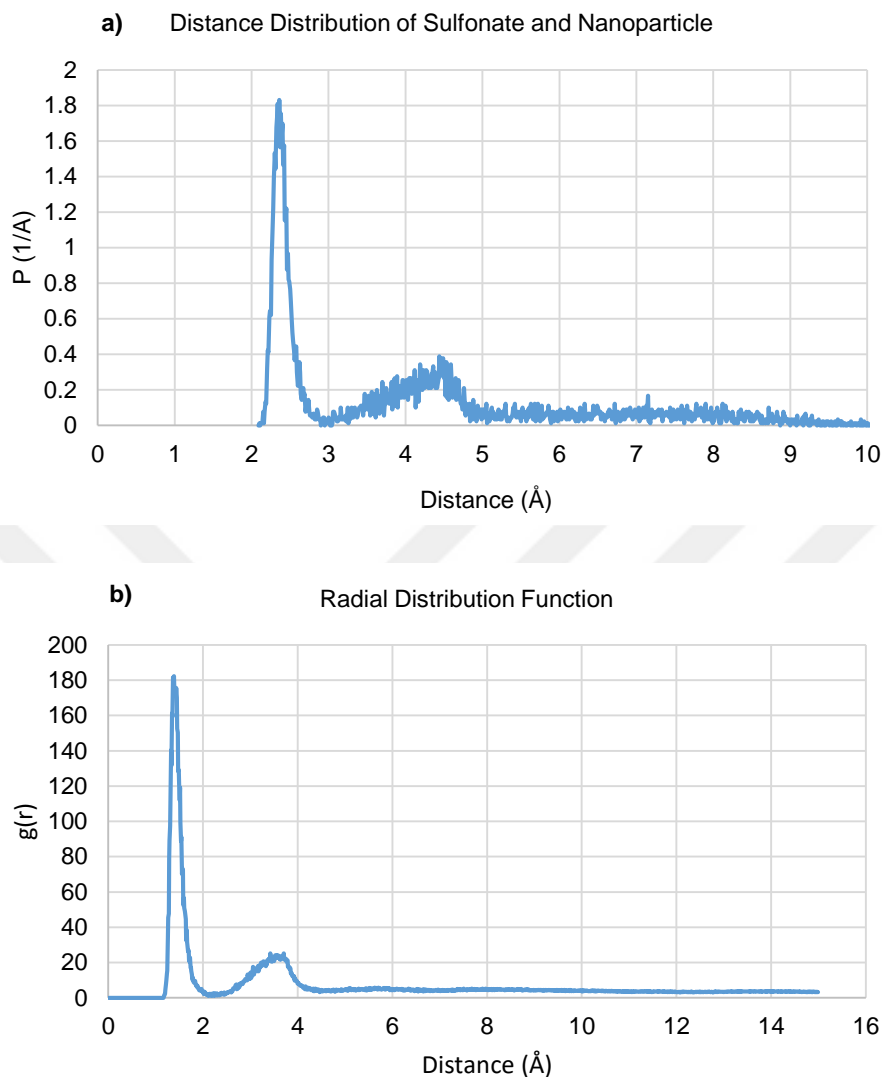 a) Distance Distribution of Sulfonate and Nanoparticle
2
1.8
1.6
1.4
1.2
1
0.8
0.6
0.4
0.2
0
P (1/A)
0 1 2 3 4 5 6 7 8 9 10
Distance (Å)
b) Radial Distribution Function
200
180
160
140
120
100
80
60
40
20
0
g(r)
0 2 4 6 8 10 12 14 16
Distance (Å)